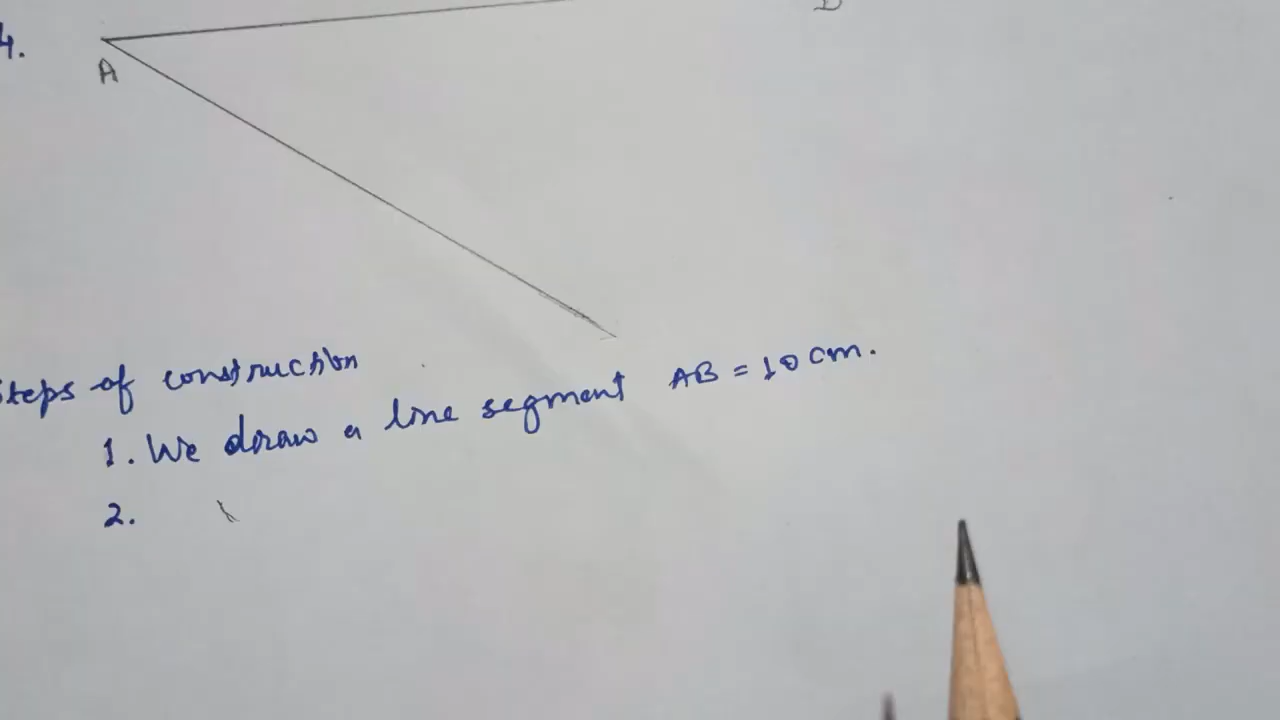 4.
A
Steps of construction
1. We draw a line segment AB = 10 cm.
2.